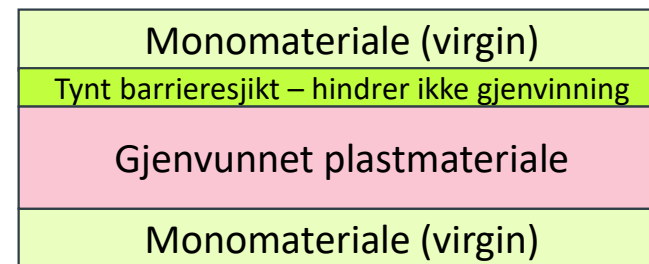 Monomateriale (virgin)
Tynt barrieresjikt – hindrer ikke gjenvinning
Gjenvunnet plastmateriale
Monomateriale (virgin)